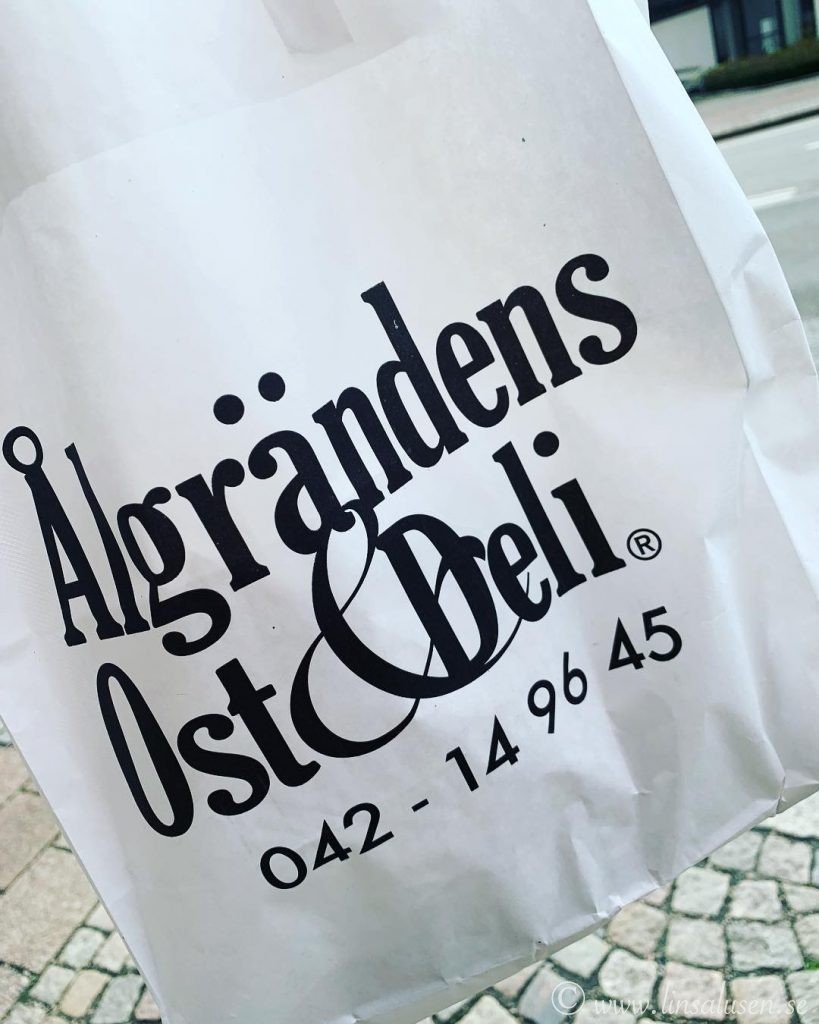 Ålgrändens
Ost & Deli ®
042 - 14 96 45
© www.linsalusen.se